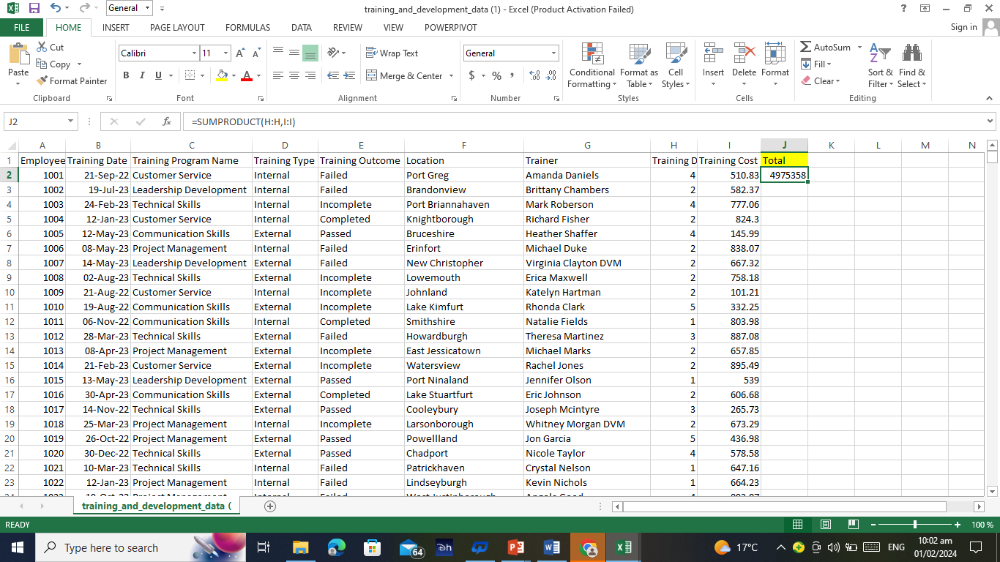 General
training_and_development_data (1) - Excel (Product Activation Failed)
FILE HOME INSERT PAGE LAYOUT FORMULAS DATA REVIEW VIEW POWERPIVOT Sign in
Paste Cut Copy Format Painter Clipboard
Calibri 11 B I U A Font
Wrap Text Merge & Center Alignment
General $ % Number
Conditional Formatting Format as Table Cell Styles Styles
Insert Delete Format Cells
AutoSum Fill Clear Sort & Filter Find & Select Editing
J2 fx =SUMPRODUCT(H:H,I:I)
A B C D E F G H I J K L M N
1 Employee Training Date Training Program Name Training Type Training Outcome Location Trainer Training D Training Cost Total
2 1001 21-Sep-22 Customer Service Internal Failed Port Greg Amanda Daniels 4 510.83 4975358
3 1002 19-Jul-23 Leadership Development Internal Failed Brandonview Brittany Chambers 2 582.37
4 1003 24-Feb-23 Technical Skills Internal Incomplete Port Briannahaven Mark Roberson 4 777.06
5 1004 12-Jan-23 Customer Service Internal Completed Knightborough Richard Fisher 2 824.3
6 1005 12-May-23 Communication Skills External Passed Bruceshire Heather Shaffer 4 145.99
7 1006 08-May-23 Project Management Internal Failed Erinfort Michael Duke 2 838.07
8 1007 14-May-23 Leadership Development External Failed New Christopher Virginia Clayton DVM 2 667.32
9 1008 02-Aug-23 Technical Skills External Incomplete Lowemouth Erica Maxwell 2 758.18
10 1009 21-Aug-22 Customer Service Internal Incomplete Johnland Katelyn Hartman 2 101.21
11 1010 19-Aug-22 Communication Skills External Incomplete Lake Kimfurt Rhonda Clark 5 332.25
12 1011 06-Nov-22 Communication Skills Internal Completed Smithshire Natalie Fields 1 803.98
13 1012 28-Mar-23 Technical Skills External Failed Howardburgh Theresa Martinez 3 887.08
14 1013 08-Apr-23 Project Management External Incomplete East Jessicatown Michael Marks 2 657.85
15 1014 21-Feb-23 Customer Service External Incomplete Watersview Rachel Jones 2 895.49
16 1015 13-May-23 Leadership Development External Passed Port Ninaland Jennifer Olson 1 539
17 1016 30-Apr-23 Communication Skills External Completed Lake Stuartfurt Eric Johnson 2 606.68
18 1017 14-Nov-22 Technical Skills External Passed Cooleybury Joseph Mcintyre 3 265.73
19 1018 25-Mar-23 Project Management Internal Incomplete Larsonborough Whitney Morgan DVM 2 673.29
20 1019 26-Oct-22 Project Management External Passed Powellland Jon Garcia 5 436.98
21 1020 30-Dec-22 Technical Skills External Passed Chadport Nicole Taylor 4 578.58
22 1021 10-Mar-23 Technical Skills Internal Failed Patrickhaven Crystal Nelson 1 647.16
23 1022 12-Jan-23 Project Management Internal Failed Lindseyburgh Kevin Nichols 1 664.23
training_and_development_data (
READY 100 %
Type here to search 64 17°C ENG 10:02 am
01/02/2024